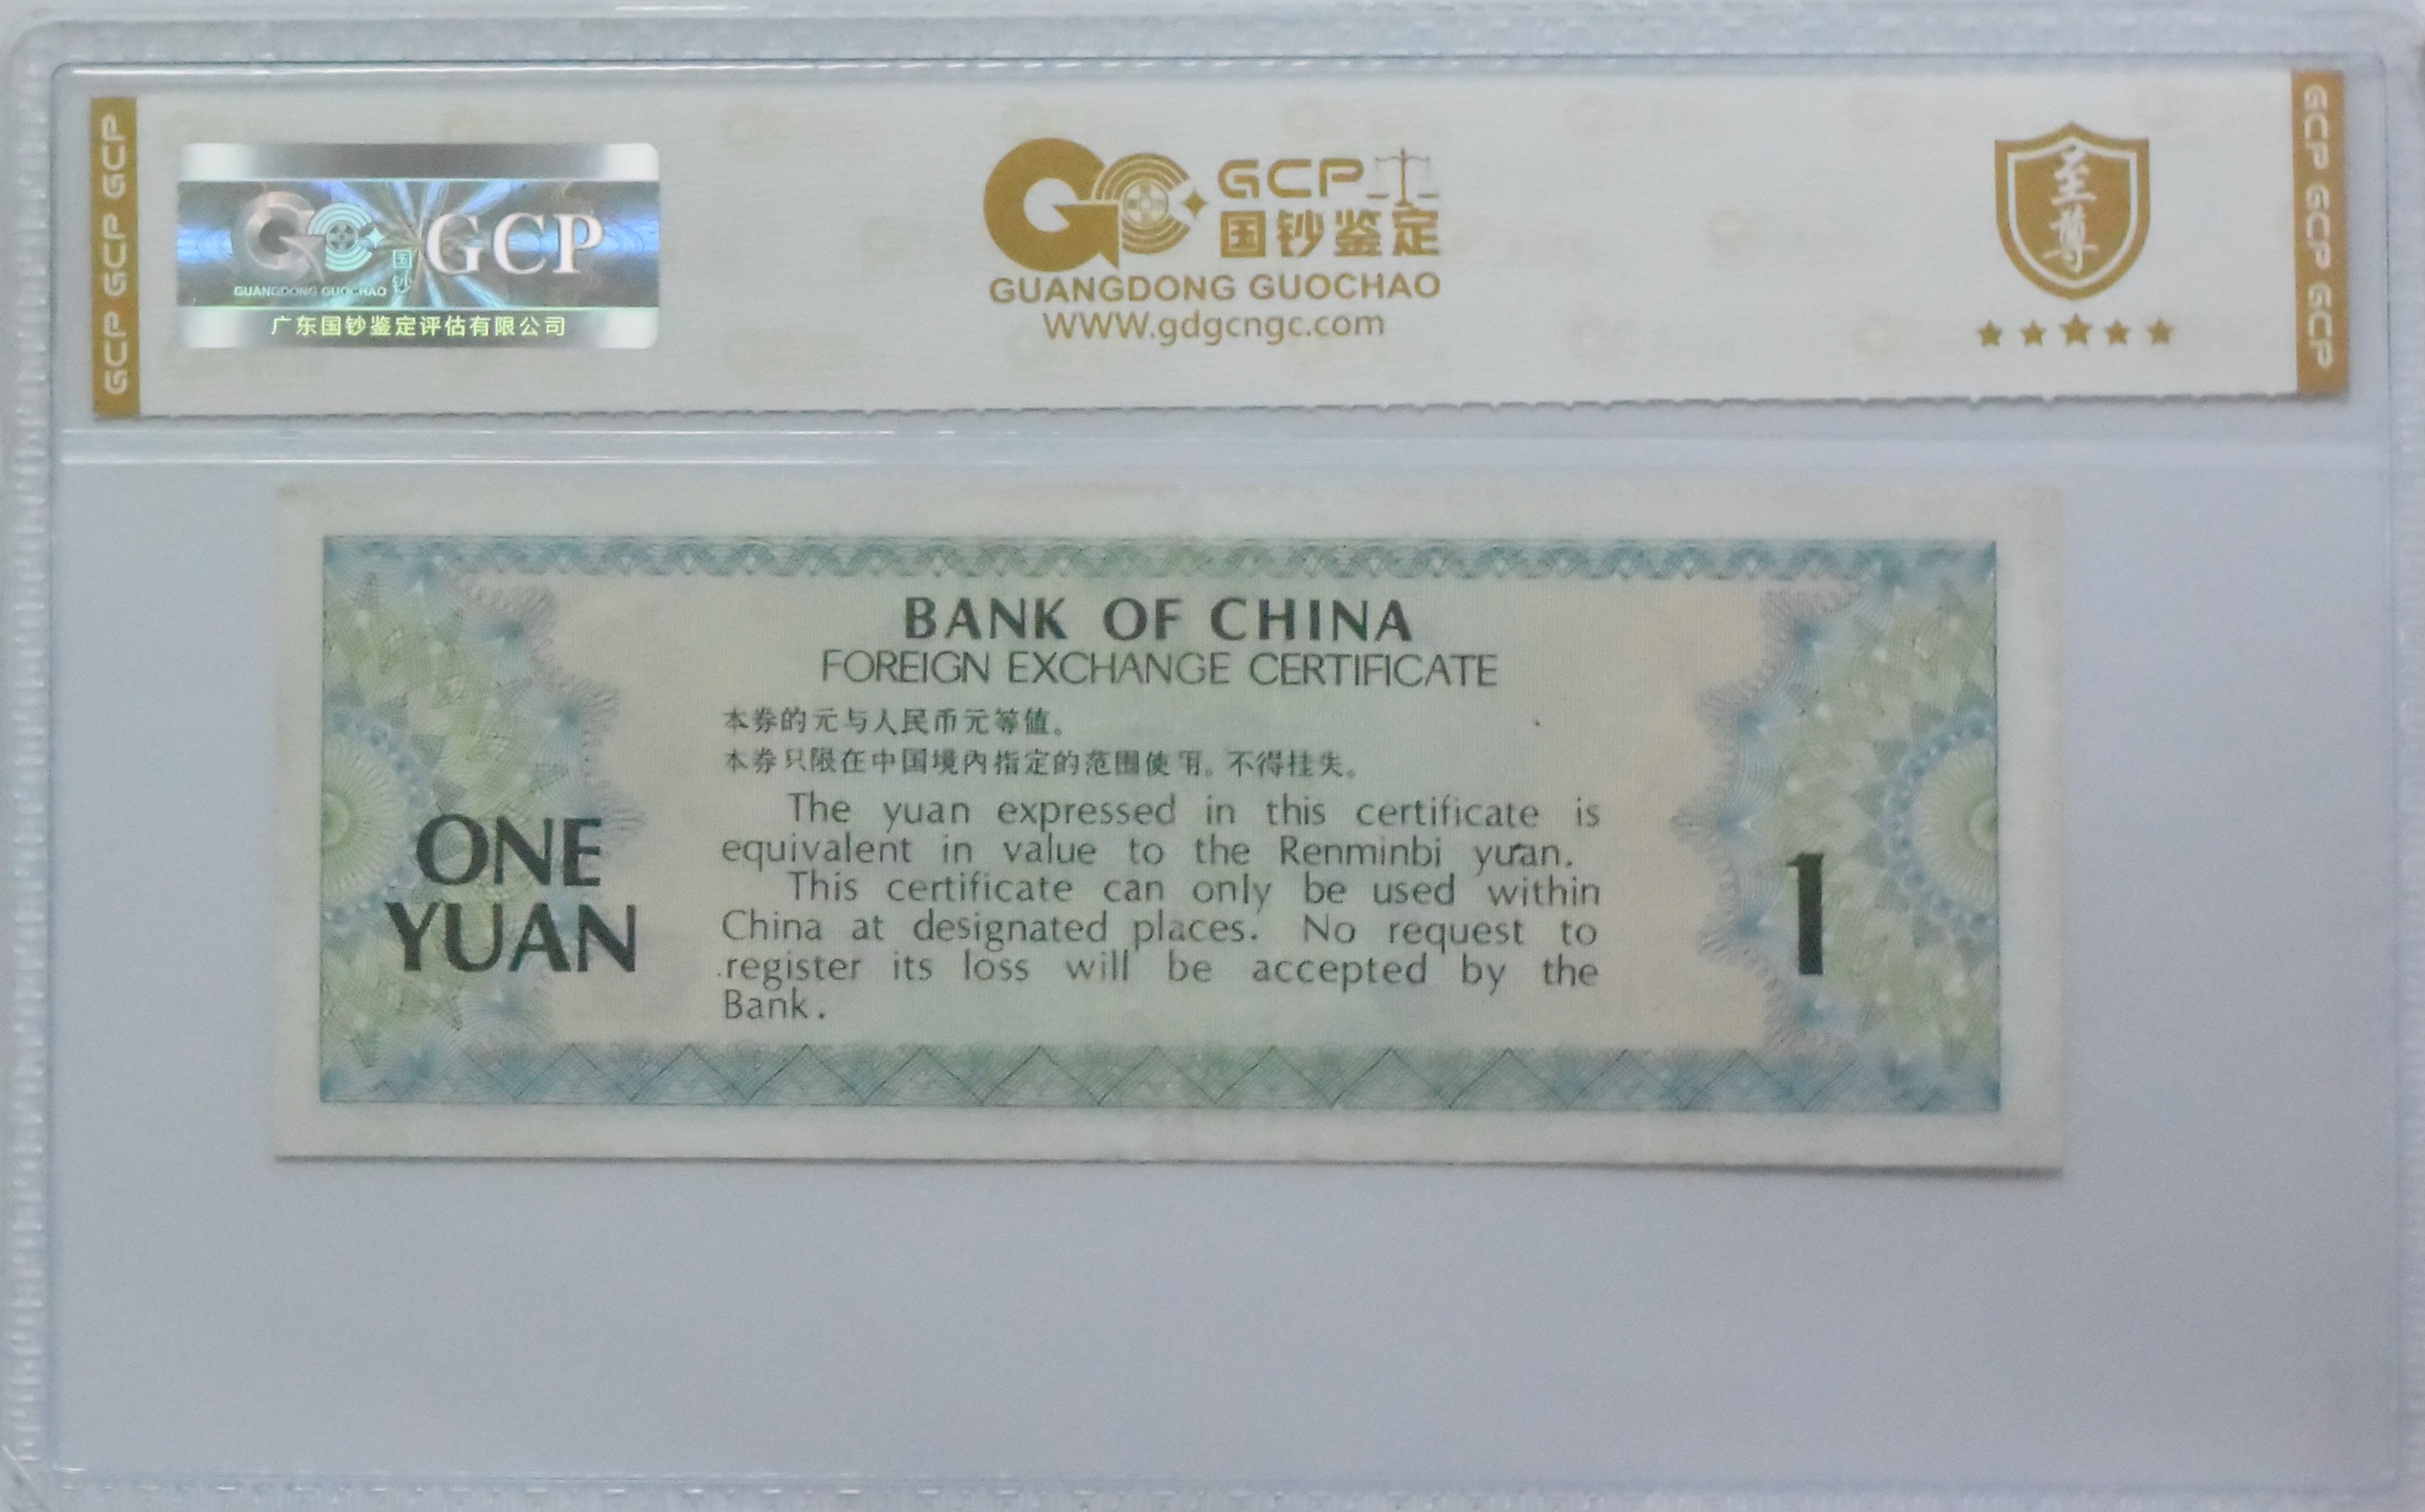 GCP GCP GCP
GUANGDONG GUOCHAO
国钞
GCP
广东国钞鉴定评估有限公司
GCP
国钞鉴定
GUANGDONG GUOCHAO
WWW.gdgcngc.com
至尊
GCP GCP GCP
BANK OF CHINA
FOREIGN EXCHANGE CERTIFICATE
本券的元与人民币元等值。
本券只限在中国境内指定的范围使用。不得挂失。
The yuan expressed in this certificate is
equivalent in value to the Renminbi yuan.
This certificate can only be used within
China at designated places. No request to
register its loss will be accepted by the
Bank.
ONE
YUAN
1